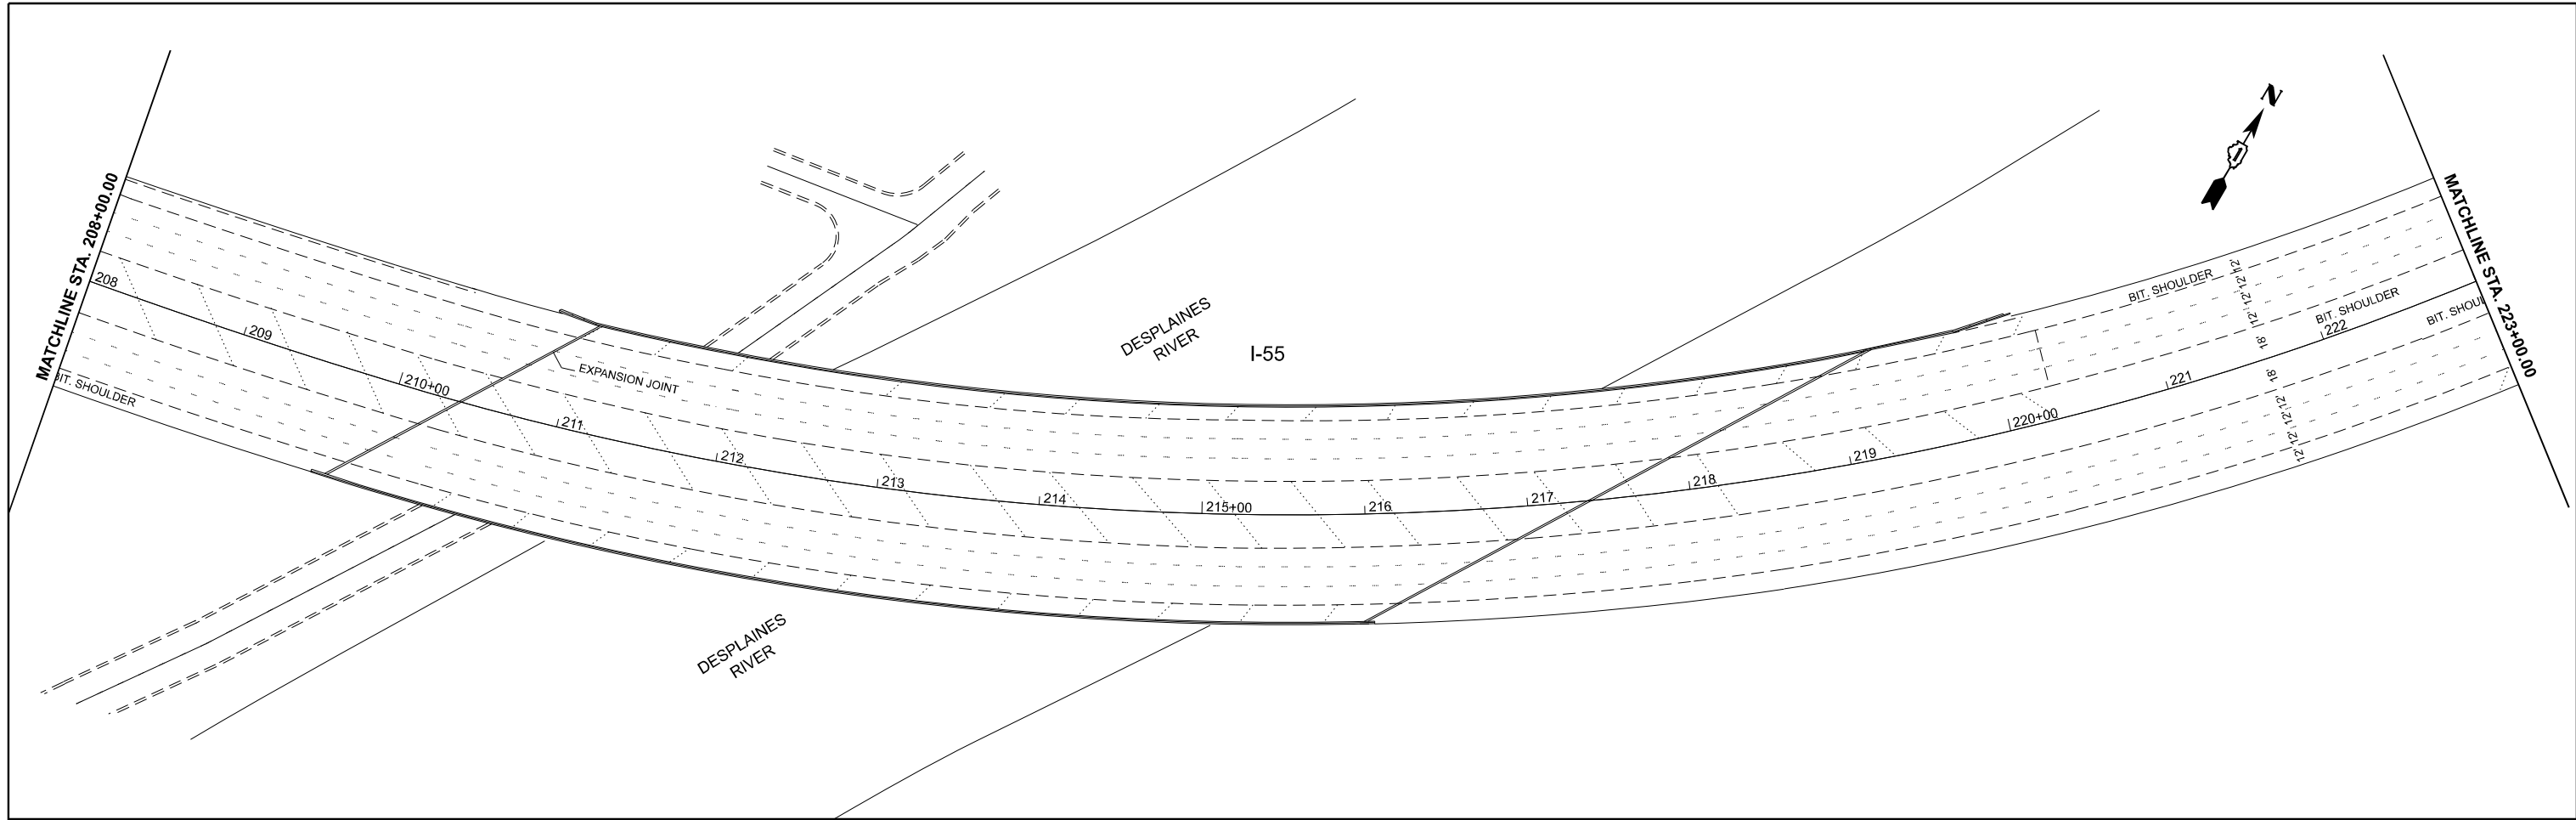 MATCHLINE STA. 208+00.00
MATCHLINE STA. 223+00.00
N
DESPLAINES
RIVER
I-55
EXPANSION JOINT
BIT. SHOULDER
BIT. SHOULDER
BIT. SHOULDER
BIT. SHOUL
208
209
210+00
211
212
213
214
215+00
216
217
218
219
220+00
221
222
12' 12' 12' 12' 18'
18' 12' 12' 12' 12'
DESPLAINES
RIVER